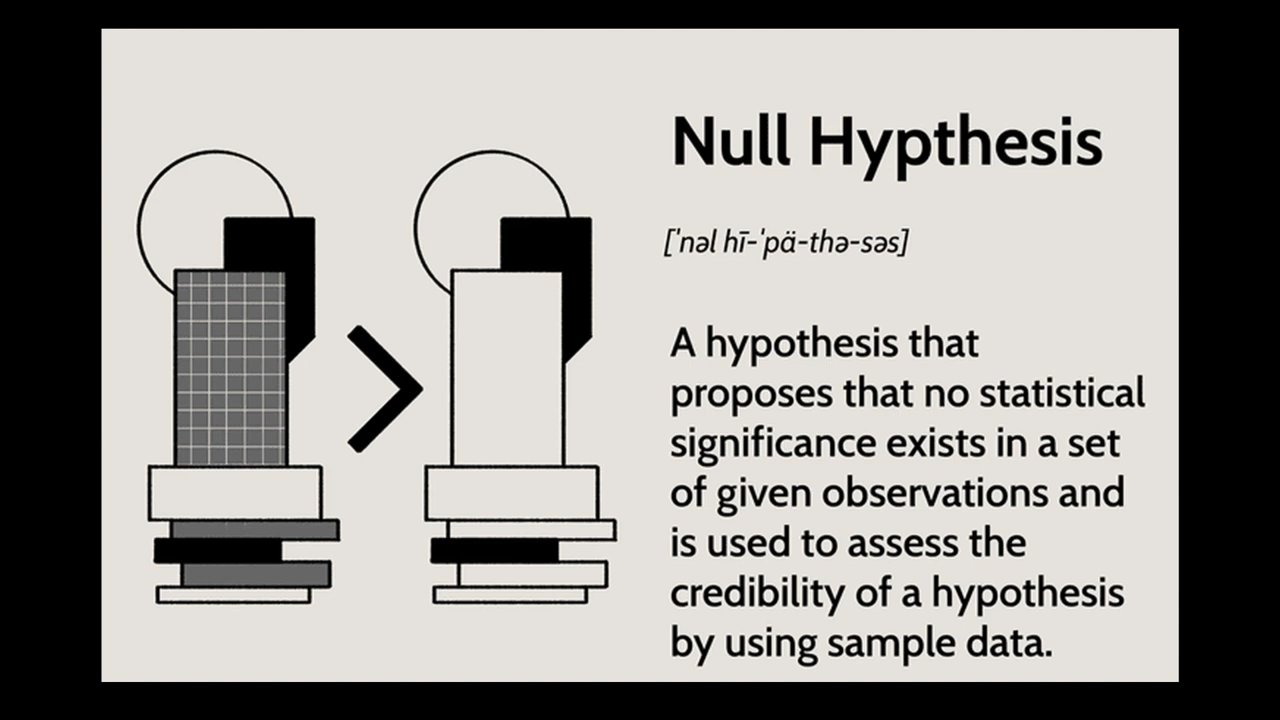 Null Hypthesis
['nəl hī-ˈpä-thə-səs]
A hypothesis that
proposes that no statistical
significance exists in a set
of given observations and
is used to assess the
credibility of a hypothesis
by using sample data.